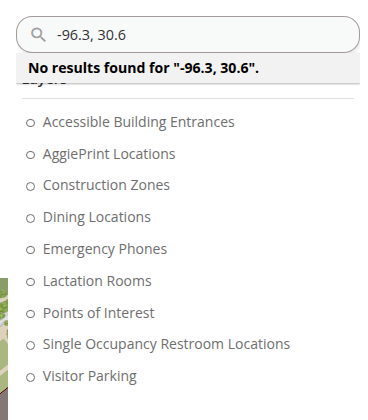 -96.3, 30.6
No results found for "-96.3, 30.6".
Layers
Accessible Building Entrances
AggiePrint Locations
Construction Zones
Dining Locations
Emergency Phones
Lactation Rooms
Points of Interest
Single Occupancy Restroom Locations
Visitor Parking